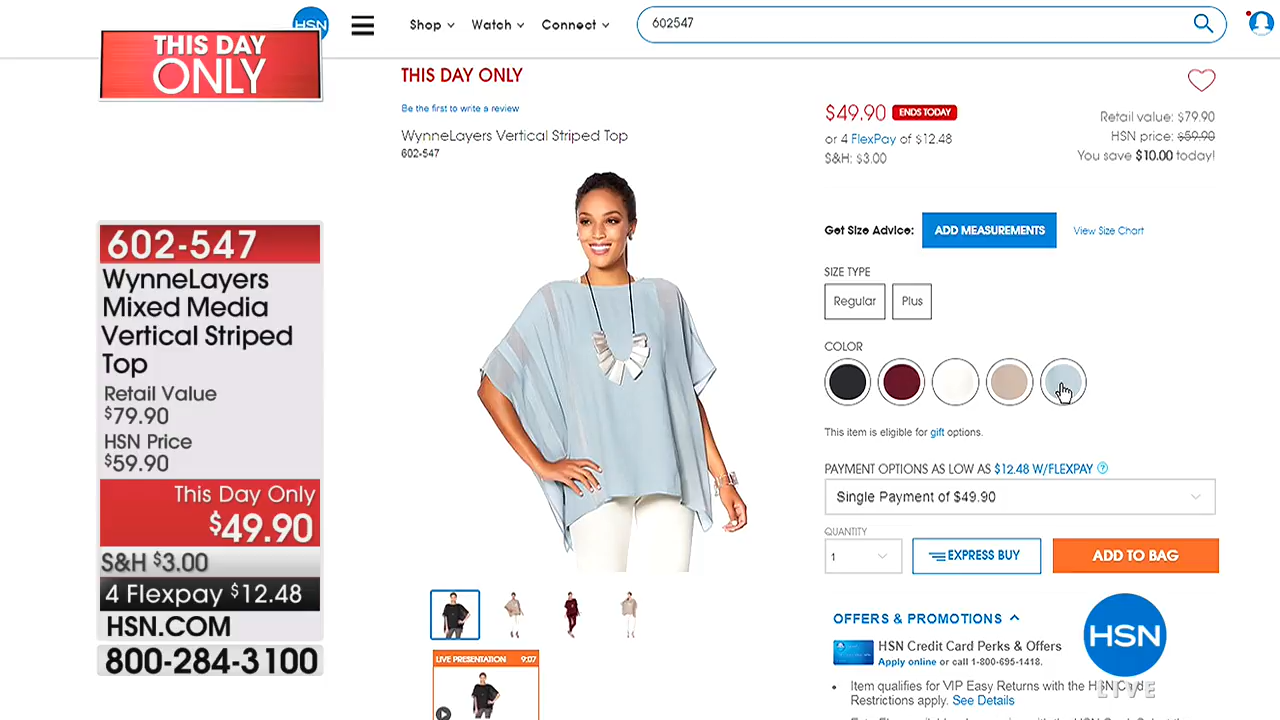 HSN
Shop
Watch
Connect
602547
THIS DAY
ONLY
THIS DAY ONLY
Be the first to write a review
WynneLayers Vertical Striped Top
602-547
$49.90 ENDS TODAY
or 4 FlexPay of $12.48
S&H: $3.00
Retail value: $79.90
HSN price: $59.90
You save $10.00 today!
Get Size Advice: ADD MEASUREMENTS View Size Chart
SIZE TYPE
Regular Plus
COLOR
This item is eligible for gift options.
PAYMENT OPTIONS AS LOW AS $12.48 W/FLEXPAY ?
Single Payment of $49.90
QUANTITY
1
EXPRESS BUY
ADD TO BAG
OFFERS & PROMOTIONS
HSN Credit Card Perks & Offers
Apply online or call 1-800-695-1418.
• Item qualifies for VIP Easy Returns with the HSN Card.
Restrictions apply. See Details
LIVE PRESENTATION 9:07
602-547
WynneLayers
Mixed Media
Vertical Striped
Top
Retail Value
$79.90
HSN Price
$59.90
This Day Only
$49.90
S&H $3.00
4 Flexpay $12.48
HSN.COM
800-284-3100
HSN
LIVE